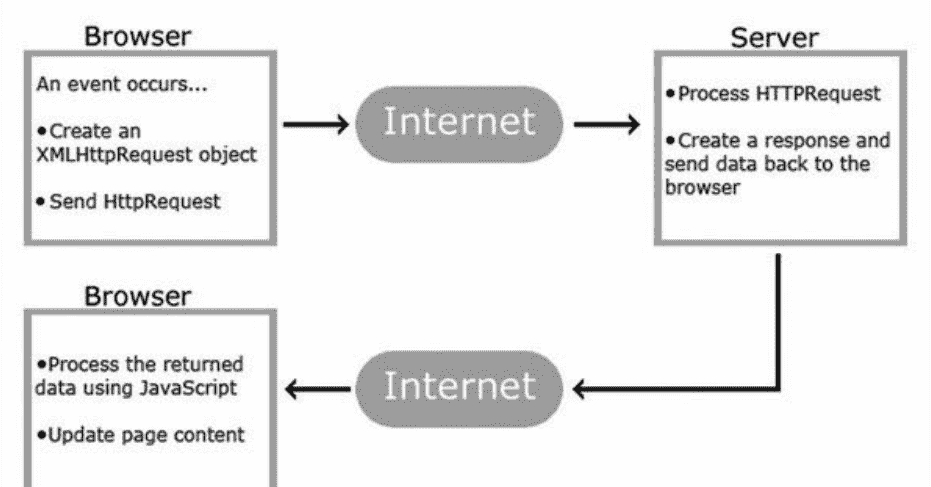 Browser
An event occurs...
•Create an
XMLHttpRequest object
• Send HttpRequest
Internet
Server
•Process HTTPRequest
•Create a response and
send data back to the
browser
Browser
•Process the returned
data using JavaScript
•Update page content
Internet